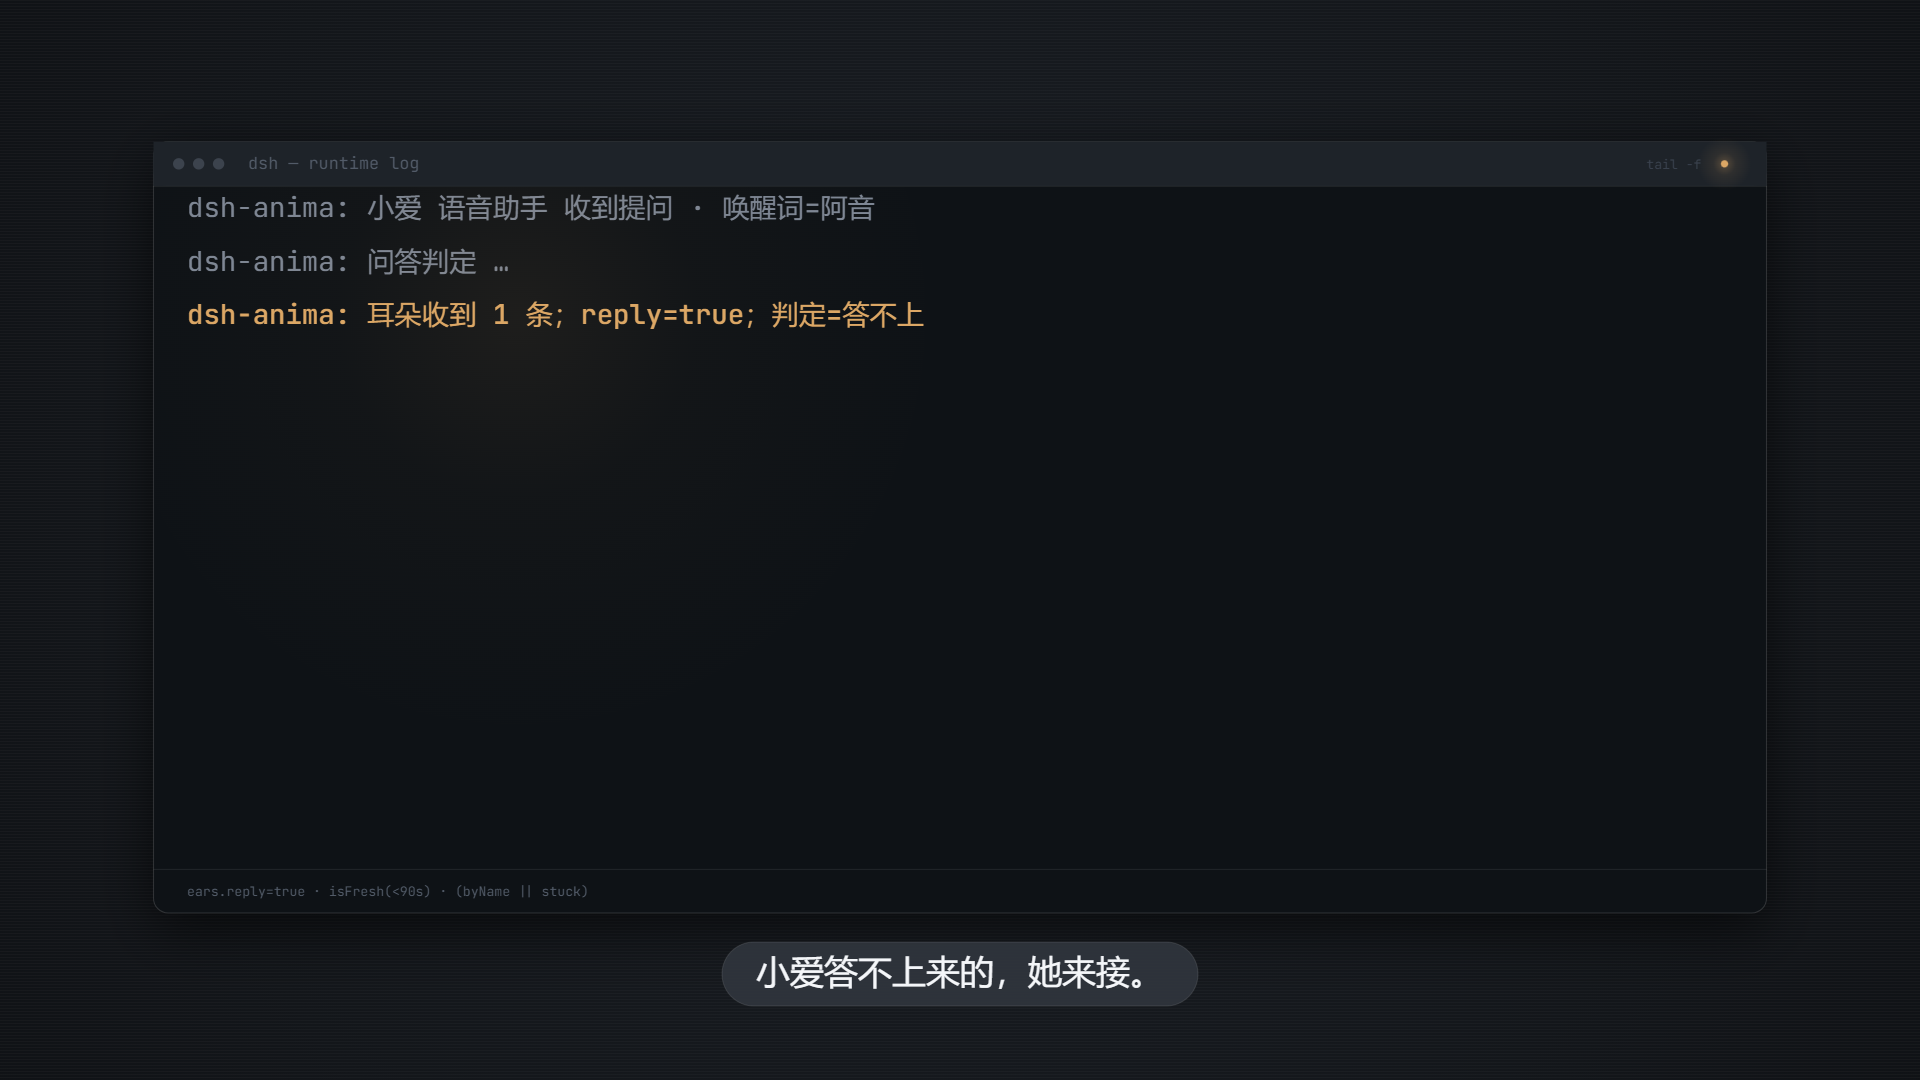 dsh — runtime log
tail -f
dsh-anima: 小爱 语音助手 收到提问 · 唤醒词=阿音
dsh-anima: 问答判定 …
dsh-anima: 耳朵收到 1 条; reply=true; 判定=答不上
ears.reply=true · isFresh(<90s) · (byName || stuck)
小爱答不上来的，她来接。